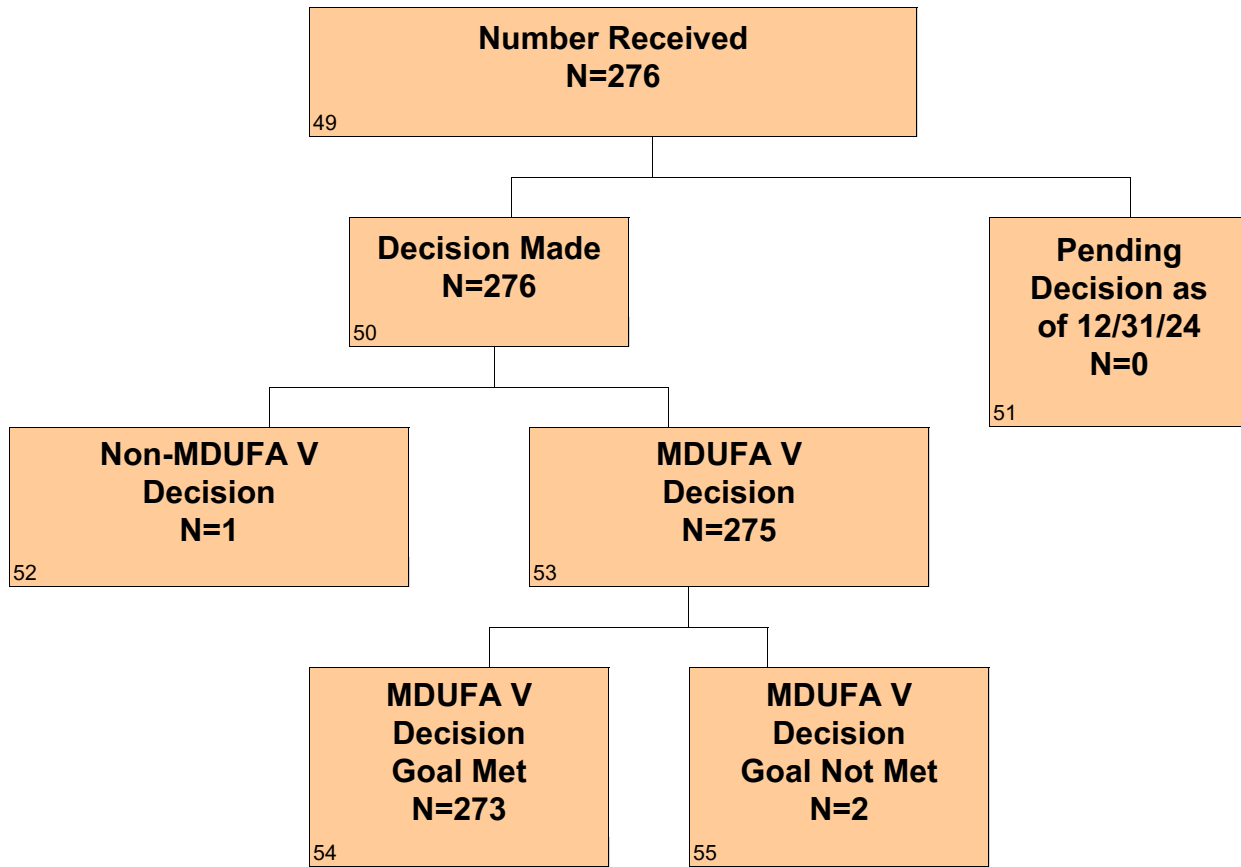 Number Received
N=276
49
Decision Made
N=276
50
Pending
Decision as
of 12/31/24
N=0
51
Non-MDUFA V
Decision
N=1
52
MDUFA V
Decision
N=275
53
MDUFA V
Decision
Goal Met
N=273
54
MDUFA V
Decision
Goal Not Met
N=2
55